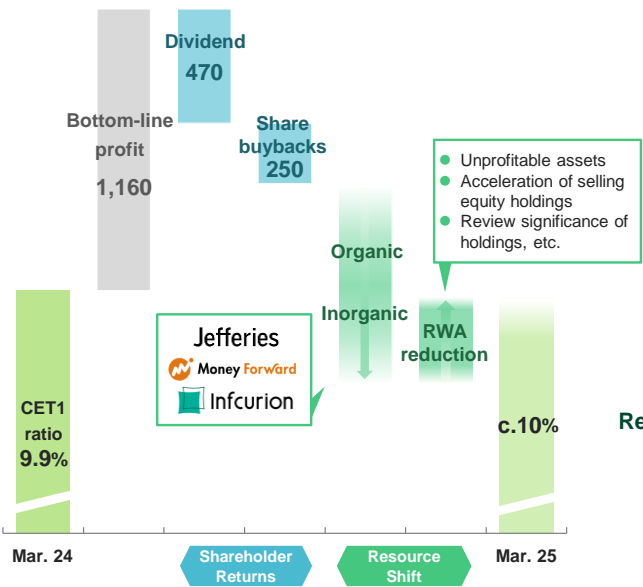 Dividend
470
Bottom-line
profit
1,160
Share
buybacks
250
● Unprofitable assets
● Acceleration of selling
equity holdings
● Review significance of
holdings, etc.
Organic
Inorganic
RWA
reduction
Jefferies
Money Forward
Infcurion
CET1
ratio
9.9%
c.10%
Re
Mar. 24
Shareholder
Returns
Resource
Shift
Mar. 25